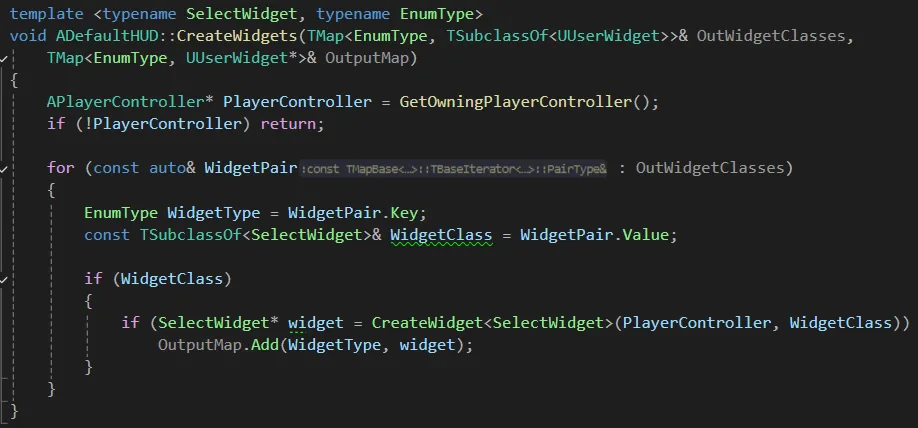 template <typename SelectWidget, typename EnumType>
void ADefaultHUD::CreateWidgets(TMap<EnumType, TSubclassOf<UUserWidget>>& OutWidgetClasses,
    TMap<EnumType, UUserWidget*>& OutputMap)
{
    APlayerController* PlayerController = GetOwningPlayerController();
    if (!PlayerController) return;
    for (const auto& WidgetPair :const TMapBase<…>::TBaseIterator<…>::PairType& : OutWidgetClasses)
    {
        EnumType WidgetType = WidgetPair.Key;
        const TSubclassOf<SelectWidget>& WidgetClass = WidgetPair.Value;
        if (WidgetClass)
        {
            if (SelectWidget* widget = CreateWidget<SelectWidget>(PlayerController, WidgetClass))
                OutputMap.Add(WidgetType, widget);
        }
    }
}